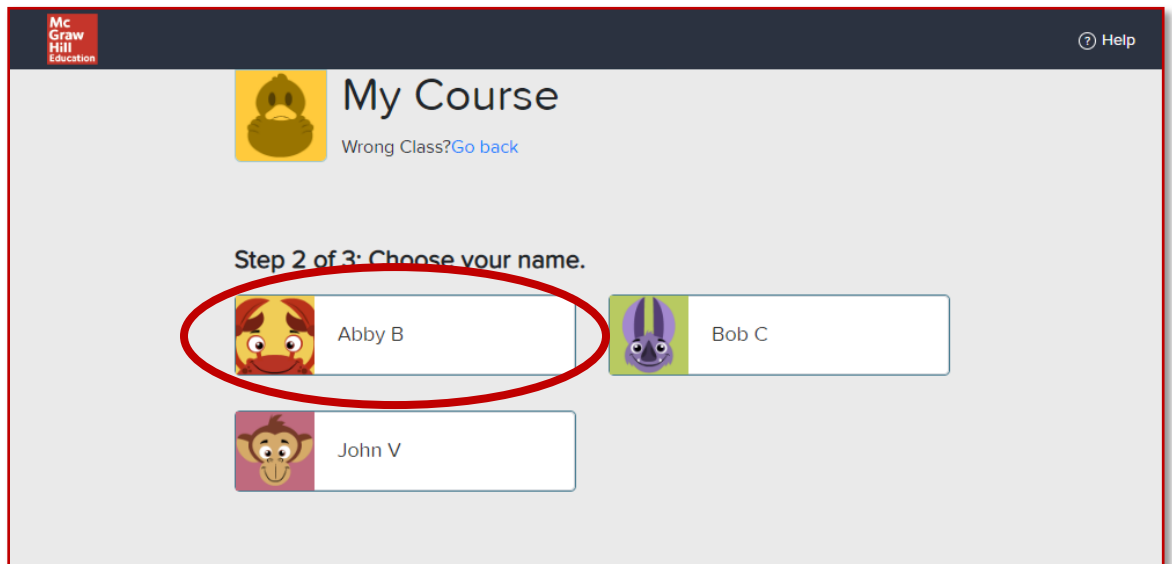 Mc
Graw
Hill
Education
? Help
My Course
Wrong Class?Go back
Step 2 of 3: Choose your name.
Abby B
Bob C
John V